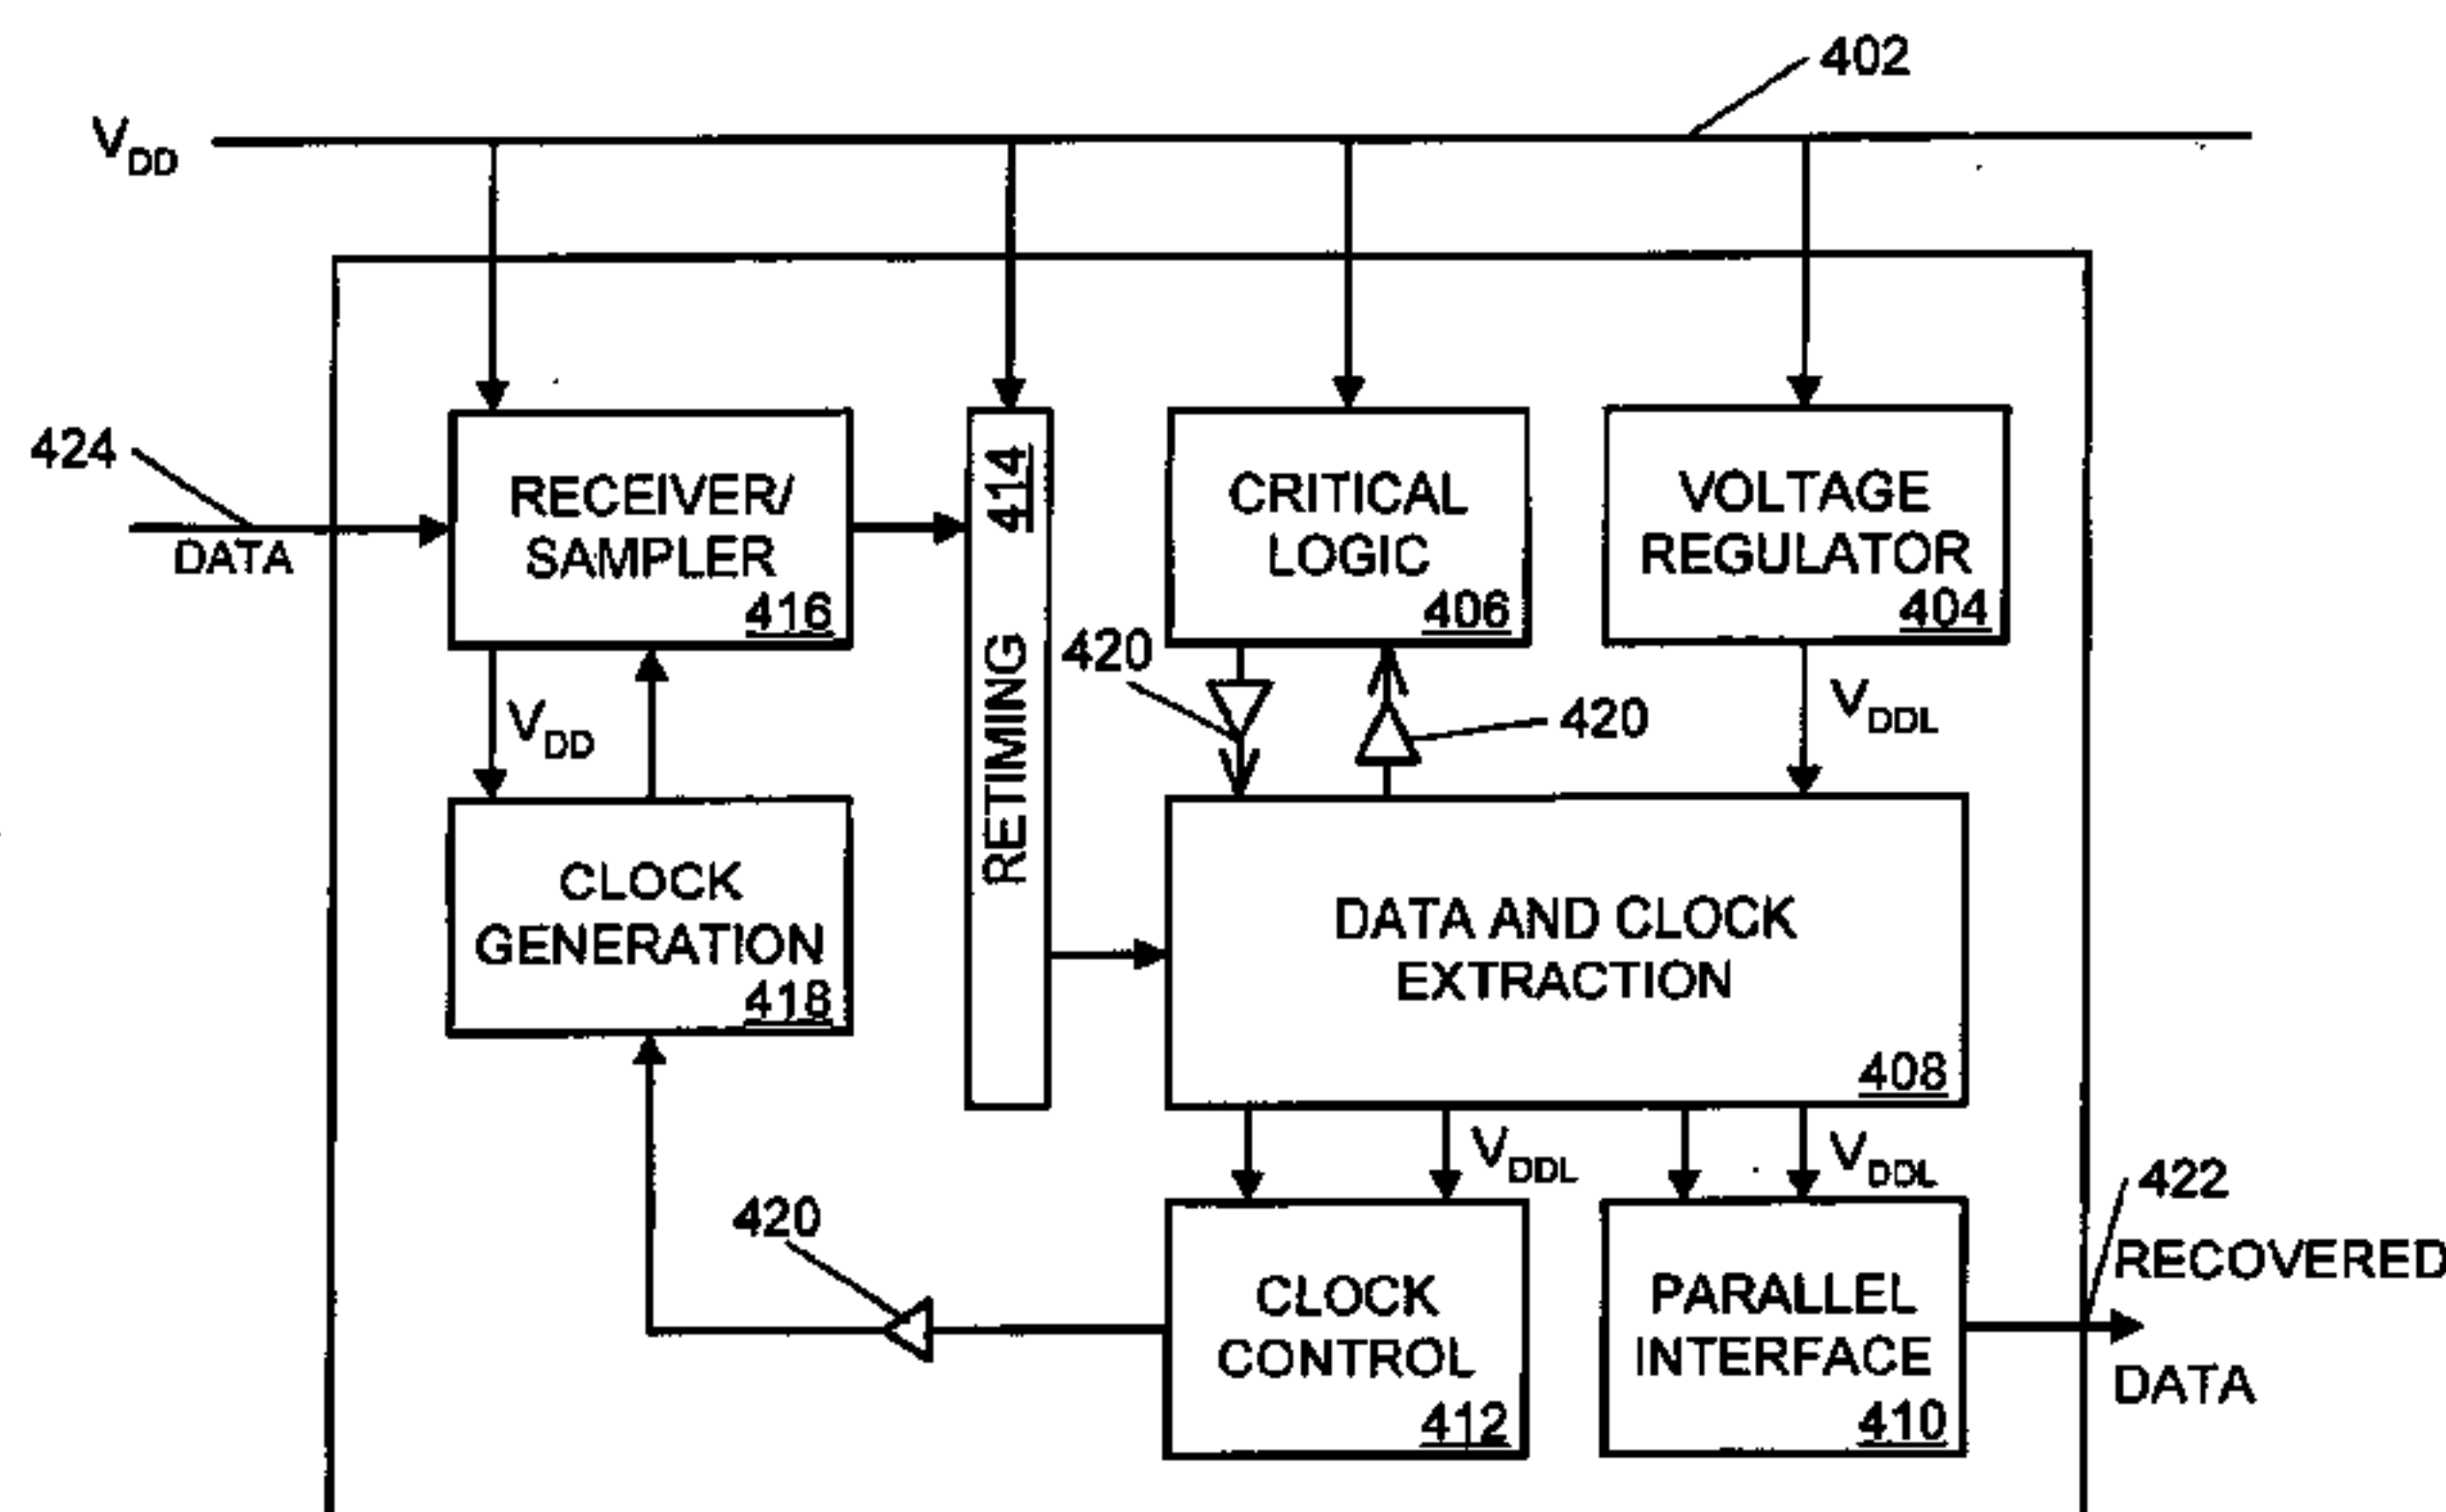 402
VDD
424
DATA
RECEIVER/
SAMPLER
416
414
RETIMING
CRITICAL
LOGIC
406
VOLTAGE
REGULATOR
404
420
420
VDD
VDDL
CLOCK
GENERATION
418
DATA AND CLOCK
EXTRACTION
408
VDDL
VDDL
420
CLOCK
CONTROL
412
PARALLEL
INTERFACE
410
422
RECOVERED
DATA